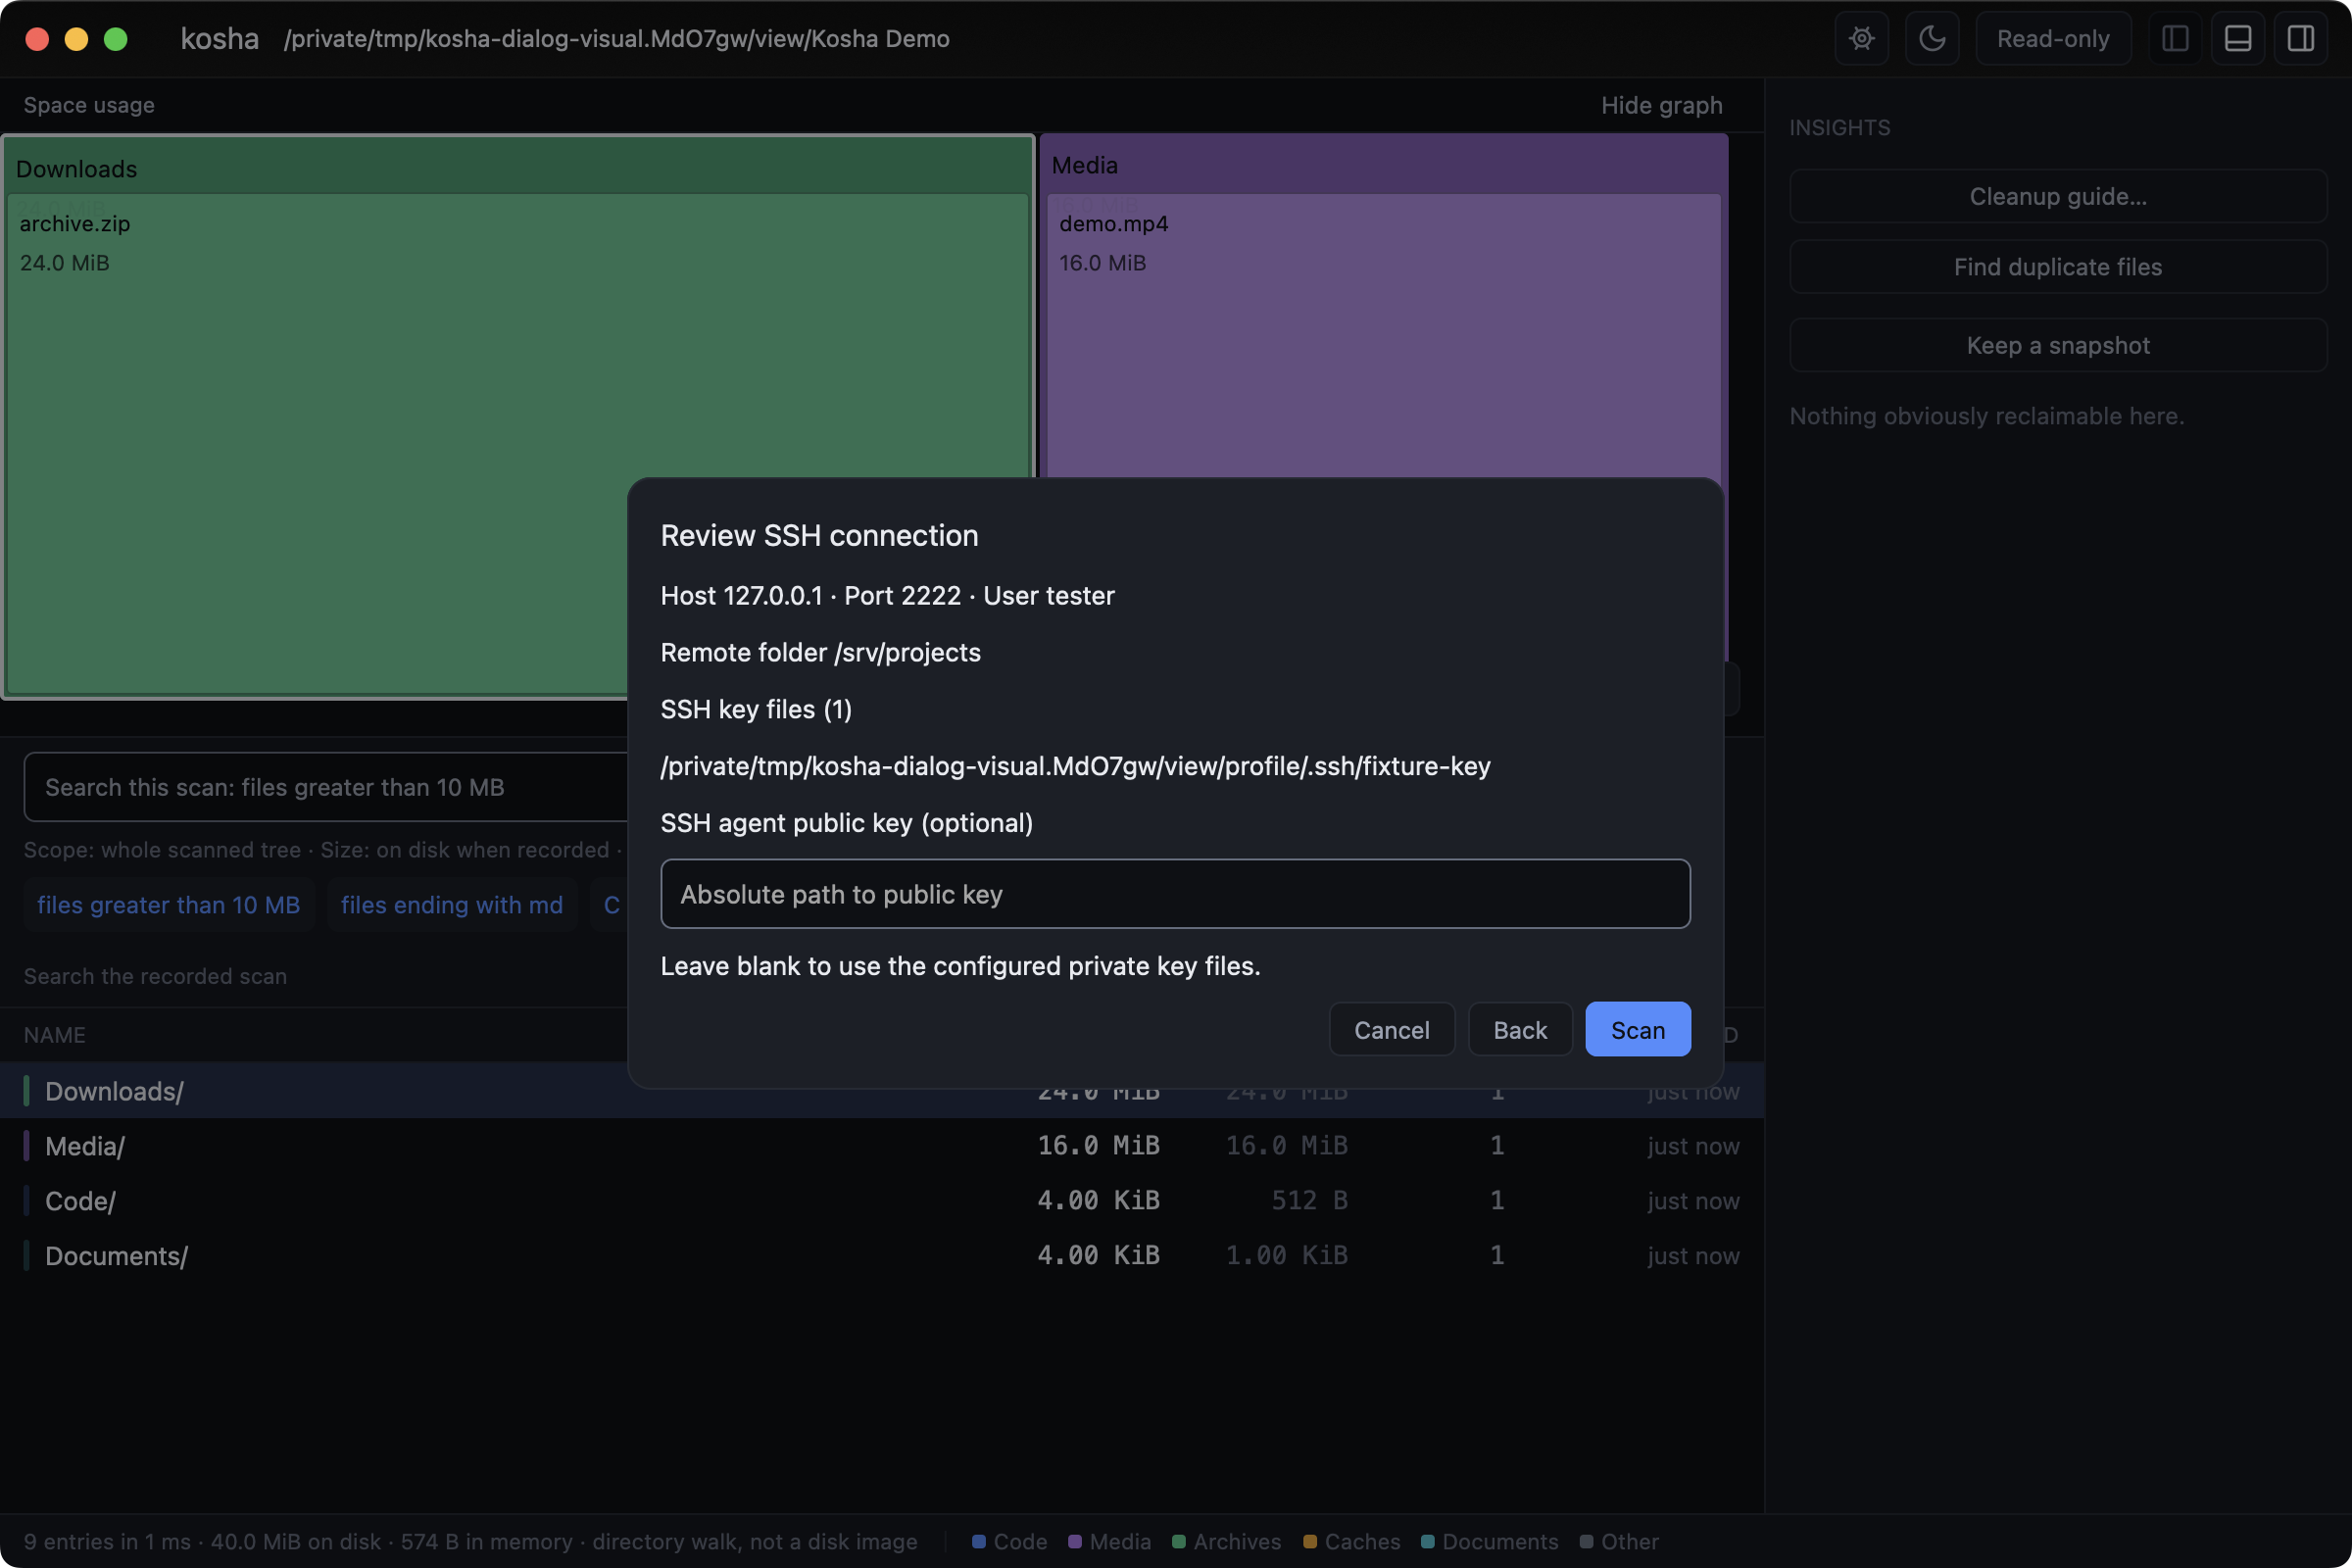 kosha /private/tmp/kosha-dialog-visual.MdO7gw/view/Kosha Demo
Read-only
Space usage
Hide graph
Downloads
archive.zip
24.0 MiB
Media
demo.mp4
16.0 MiB
INSIGHTS
Cleanup guide...
Find duplicate files
Keep a snapshot
Nothing obviously reclaimable here.
Review SSH connection
Host 127.0.0.1 · Port 2222 · User tester
Remote folder /srv/projects
SSH key files (1)
/private/tmp/kosha-dialog-visual.MdO7gw/view/profile/.ssh/fixture-key
SSH agent public key (optional)
Absolute path to public key
Leave blank to use the configured private key files.
Cancel Back Scan
Search this scan: files greater than 10 MB
Scope: whole scanned tree · Size: on disk when recorded ·
files greater than 10 MB files ending with md C
Search the recorded scan
NAME D
Downloads/ 24.0 MiB 24.0 MiB 1 just now
Media/ 16.0 MiB 16.0 MiB 1 just now
Code/ 4.00 KiB 512 B 1 just now
Documents/ 4.00 KiB 1.00 KiB 1 just now
9 entries in 1 ms · 40.0 MiB on disk · 574 B in memory · directory walk, not a disk image
Code Media Archives Caches Documents Other